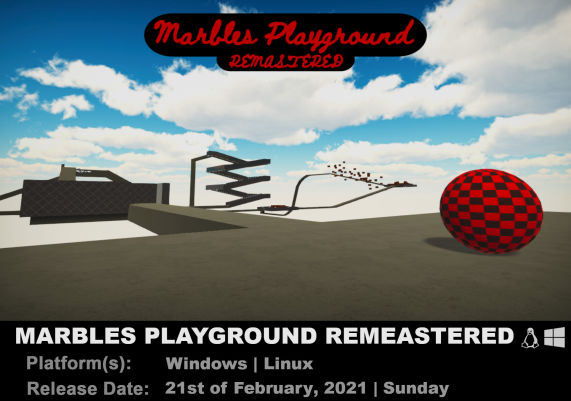 Marbles Playground
REMASTERED
MARBLES PLAYGROUND REMEASTERED
Platform(s): Windows | Linux
Release Date: 21st of February, 2021 | Sunday